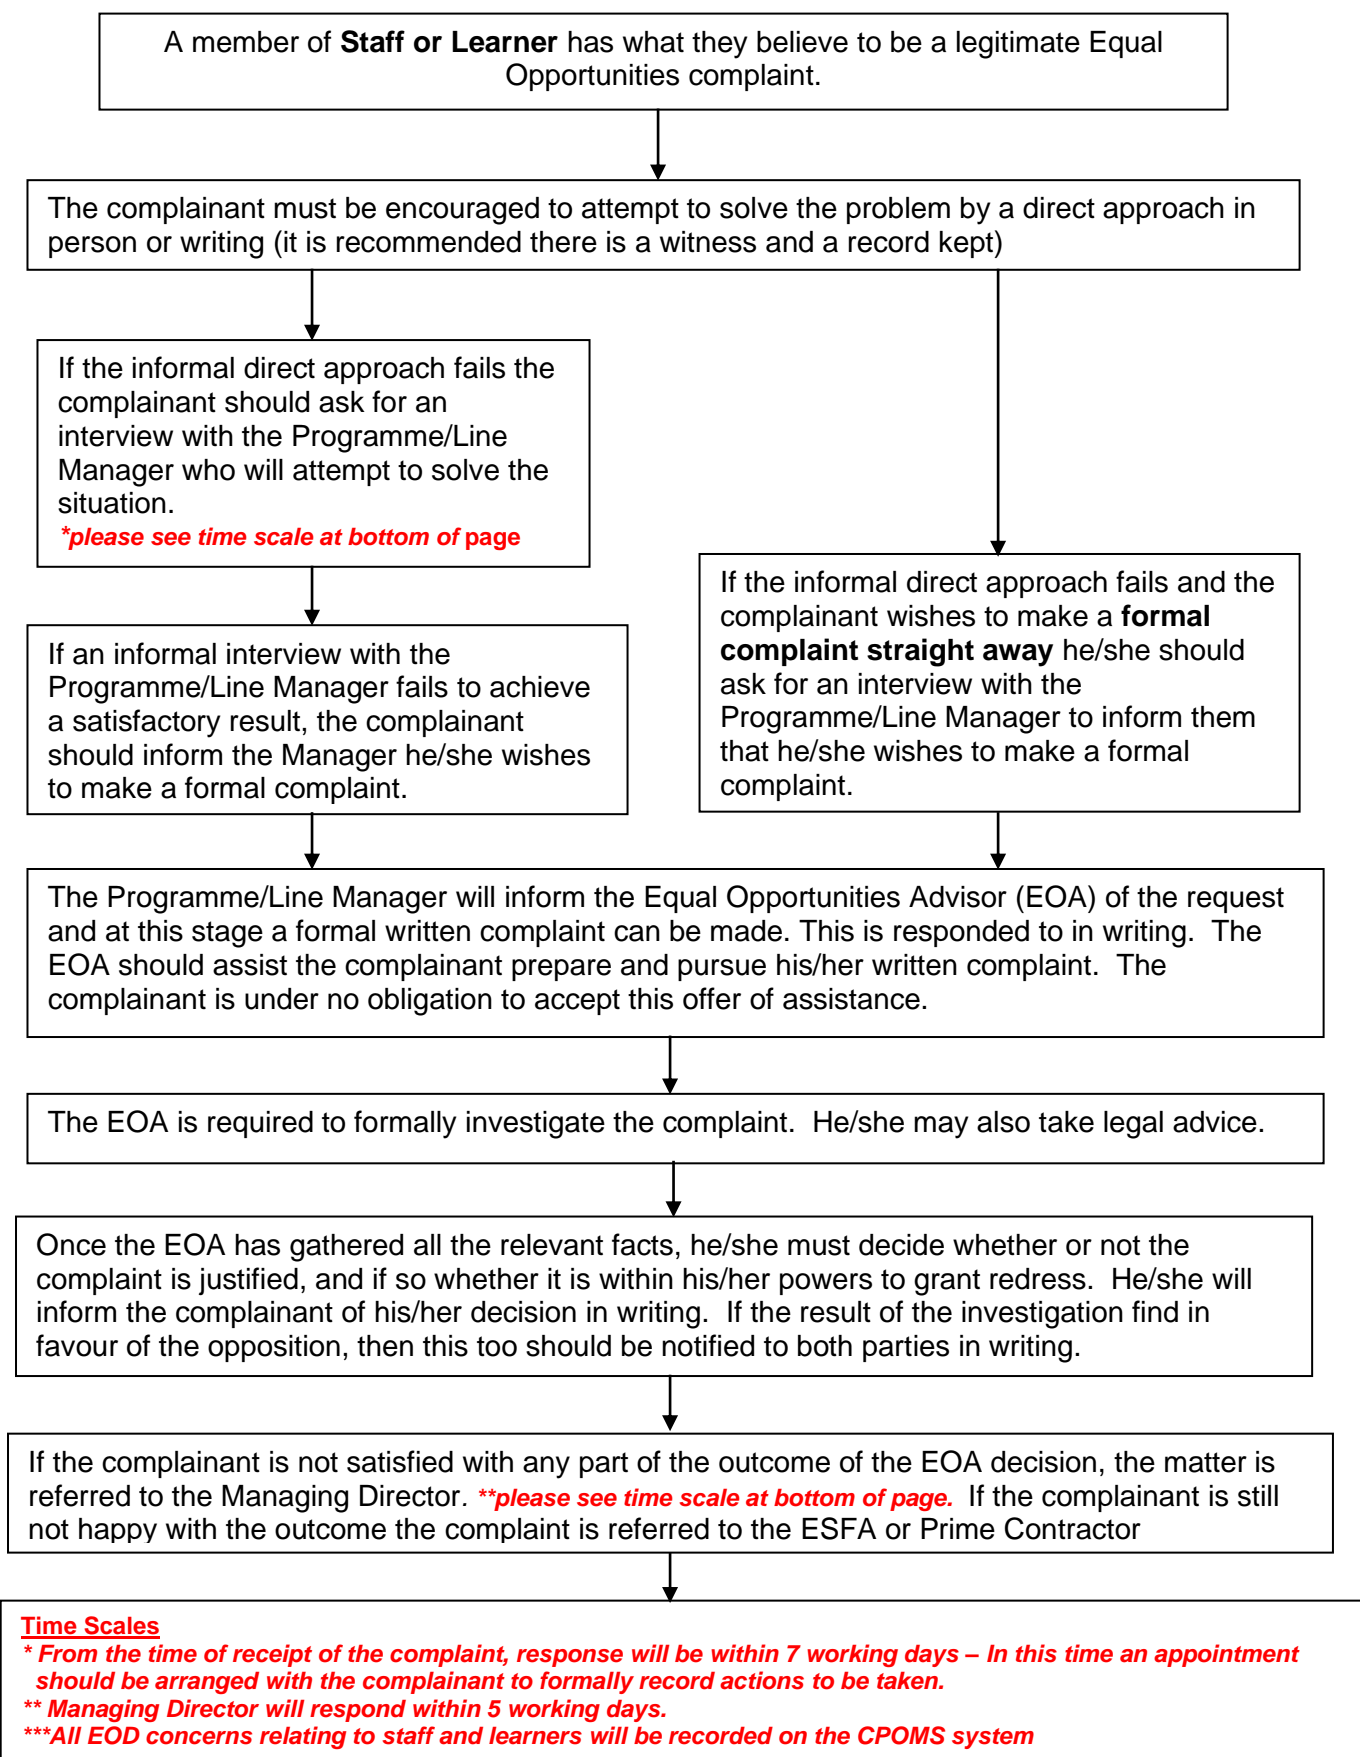 A member of Staff or Learner has what they believe to be a legitimate Equal
Opportunities complaint.
The complainant must be encouraged to attempt to solve the problem by a direct approach in
person or writing (it is recommended there is a witness and a record kept)
If the informal direct approach fails the
complainant should ask for an
interview with the Programme/Line
Manager who will attempt to solve the
situation.
*please see time scale at bottom of page
If an informal interview with the
Programme/Line Manager fails to achieve
a satisfactory result, the complainant
should inform the Manager he/she wishes
to make a formal complaint.
If the informal direct approach fails and the
complainant wishes to make a formal
complaint straight away he/she should
ask for an interview with the
Programme/Line Manager to inform them
that he/she wishes to make a formal
complaint.
The Programme/Line Manager will inform the Equal Opportunities Advisor (EOA) of the request
and at this stage a formal written complaint can be made. This is responded to in writing. The
EOA should assist the complainant prepare and pursue his/her written complaint. The
complainant is under no obligation to accept this offer of assistance.
The EOA is required to formally investigate the complaint. He/she may also take legal advice.
Once the EOA has gathered all the relevant facts, he/she must decide whether or not the
complaint is justified, and if so whether it is within his/her powers to grant redress. He/she will
inform the complainant of his/her decision in writing. If the result of the investigation find in
favour of the opposition, then this too should be notified to both parties in writing.
If the complainant is not satisfied with any part of the outcome of the EOA decision, the matter is
referred to the Managing Director. **please see time scale at bottom of page. If the complainant is still
not happy with the outcome the complaint is referred to the ESFA or Prime Contractor
Time Scales
* From the time of receipt of the complaint, response will be within 7 working days – In this time an appointment
should be arranged with the complainant to formally record actions to be taken.
** Managing Director will respond within 5 working days.
***All EOD concerns relating to staff and learners will be recorded on the CPOMS system